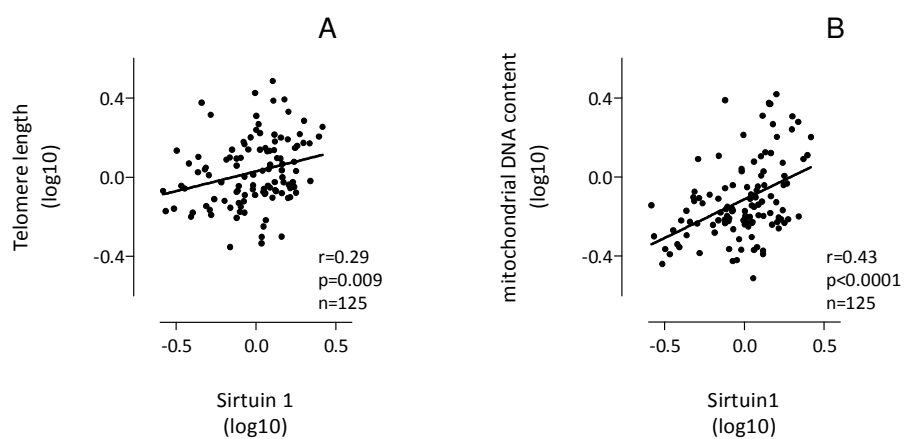 A
Telomere length
(log10)
0.4
0.0
-0.4
r=0.29
p=0.009
n=125
-0.5 0.0 0.5
Sirtuin 1
(log10)
B
mitochondrial DNA content
(log10)
0.4
0.0
-0.4
r=0.43
p<0.0001
n=125
-0.5 0.0 0.5
Sirtuin1
(log10)